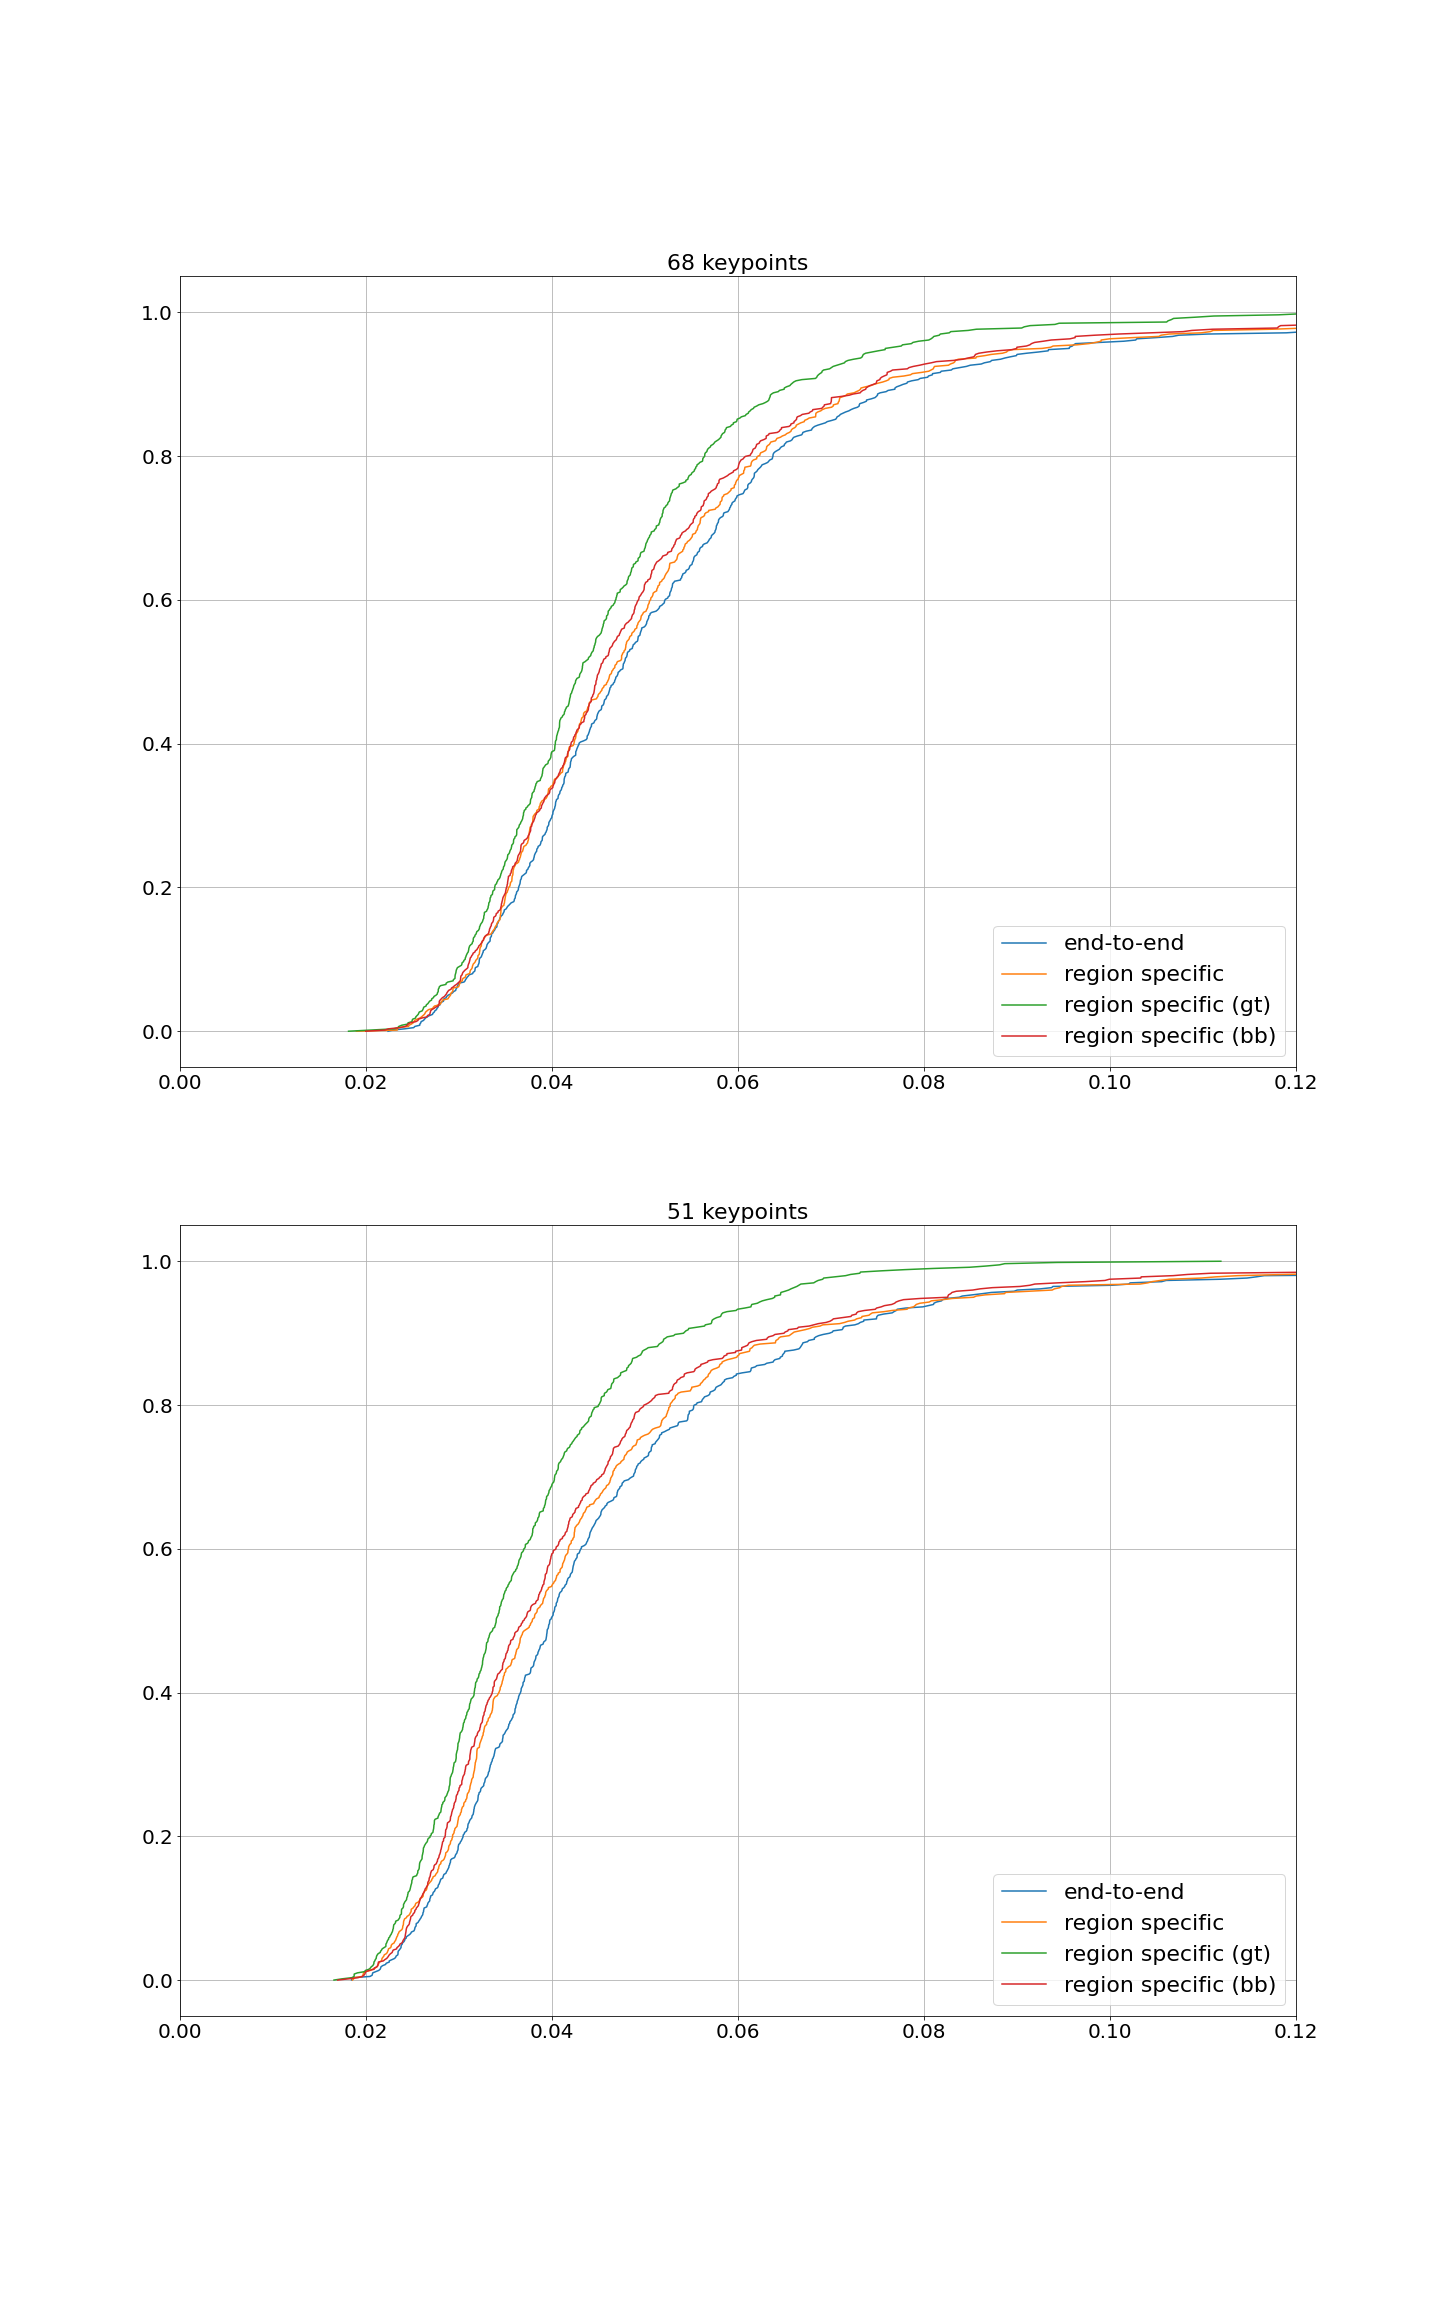 68 keypoints
1.0
0.8
0.6
0.4
0.2
0.0
end-to-end
region specific
region specific (gt)
region specific (bb)
0.00 0.02 0.04 0.06 0.08 0.10 0.12
51 keypoints
1.0
0.8
0.6
0.4
0.2
0.0
end-to-end
region specific
region specific (gt)
region specific (bb)
0.00 0.02 0.04 0.06 0.08 0.10 0.12